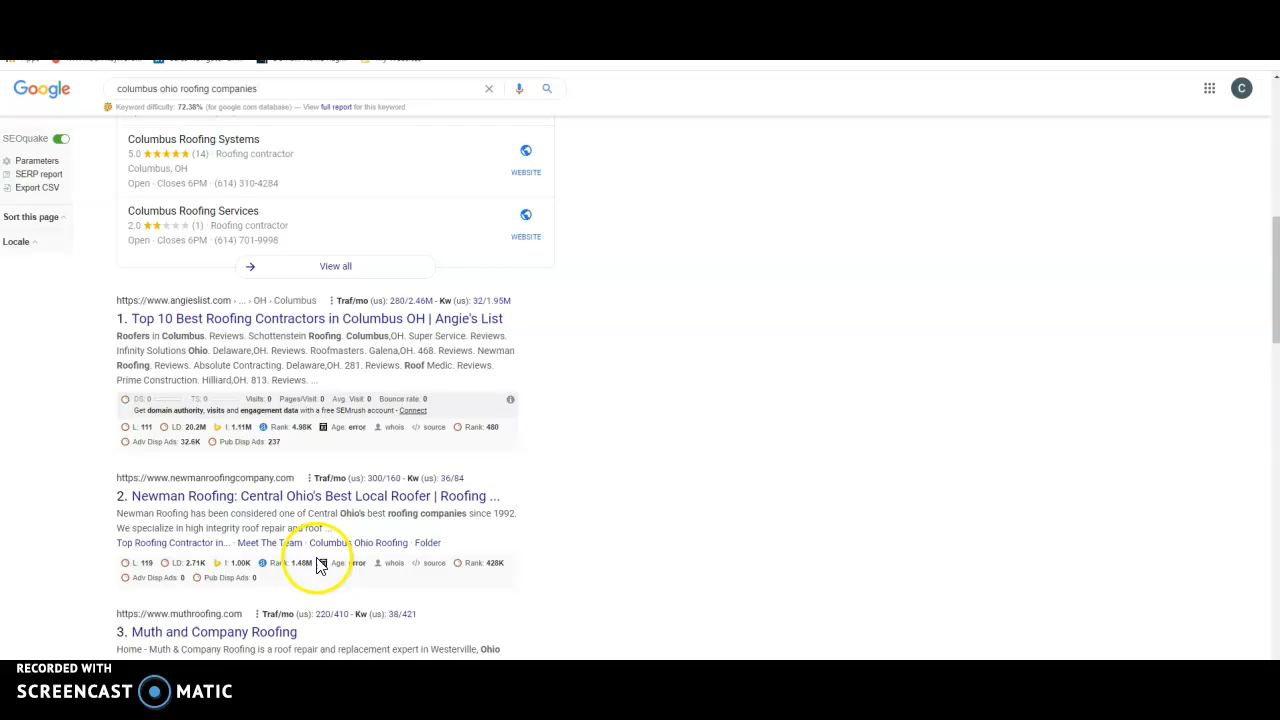 Google
columbus ohio roofing companies
Keyword difficulty: 72.38% (for google.com database) — View full report for this keyword
C
SEOquake
Parameters
SERP report
Export CSV
Sort this page
Locale
Columbus Roofing Systems
5.0 (14) · Roofing contractor
Columbus, OH
Open · Closes 6PM · (614) 310-4284
WEBSITE
Columbus Roofing Services
2.0 (1) · Roofing contractor
Open · Closes 6PM · (614) 701-9998
WEBSITE
View all
https://www.angieslist.com › ... › OH › Columbus Traf/mo (us): 280/2.46M - Kw (us): 32/1.95M
1. Top 10 Best Roofing Contractors in Columbus OH | Angie's List
Roofers in Columbus. Reviews. Schottenstein Roofing. Columbus,OH. Super Service. Reviews.
Infinity Solutions Ohio. Delaware,OH. Reviews. Roofmasters. Galena,OH. 468. Reviews. Newman
Roofing. Reviews. Absolute Contracting. Delaware,OH. 281. Reviews. Roof Medic. Reviews.
Prime Construction. Hilliard,OH. 813. Reviews. ...
DS: 0 TS: 0 Visits: 0 Pages/Visit: 0 Avg. Visit: 0 Bounce rate: 0
Get domain authority, visits and engagement data with a free SEMrush account - Connect
L: 111 LD: 20.2M I: 1.11M Rank: 4.98K Age: error whois source Rank: 480
Adv Disp Ads: 32.6K Pub Disp Ads: 237
https://www.newmanroofingcompany.com Traf/mo (us): 300/160 - Kw (us): 36/84
2. Newman Roofing: Central Ohio's Best Local Roofer | Roofing ...
Newman Roofing has been considered one of Central Ohio's best roofing companies since 1992.
We specialize in high integrity roof repair and roof ...
Top Roofing Contractor in... · Meet The Team · Columbus Ohio Roofing · Folder
L: 119 LD: 2.71K I: 1.00K Rank: 1.48M Age: error whois source Rank: 428K
Adv Disp Ads: 0 Pub Disp Ads: 0
https://www.muthroofing.com Traf/mo (us): 220/410 - Kw (us): 38/421
3. Muth and Company Roofing
Home - Muth & Company Roofing is a roof repair and replacement expert in Westerville, Ohio
RECORDED WITH
SCREENCAST MATIC